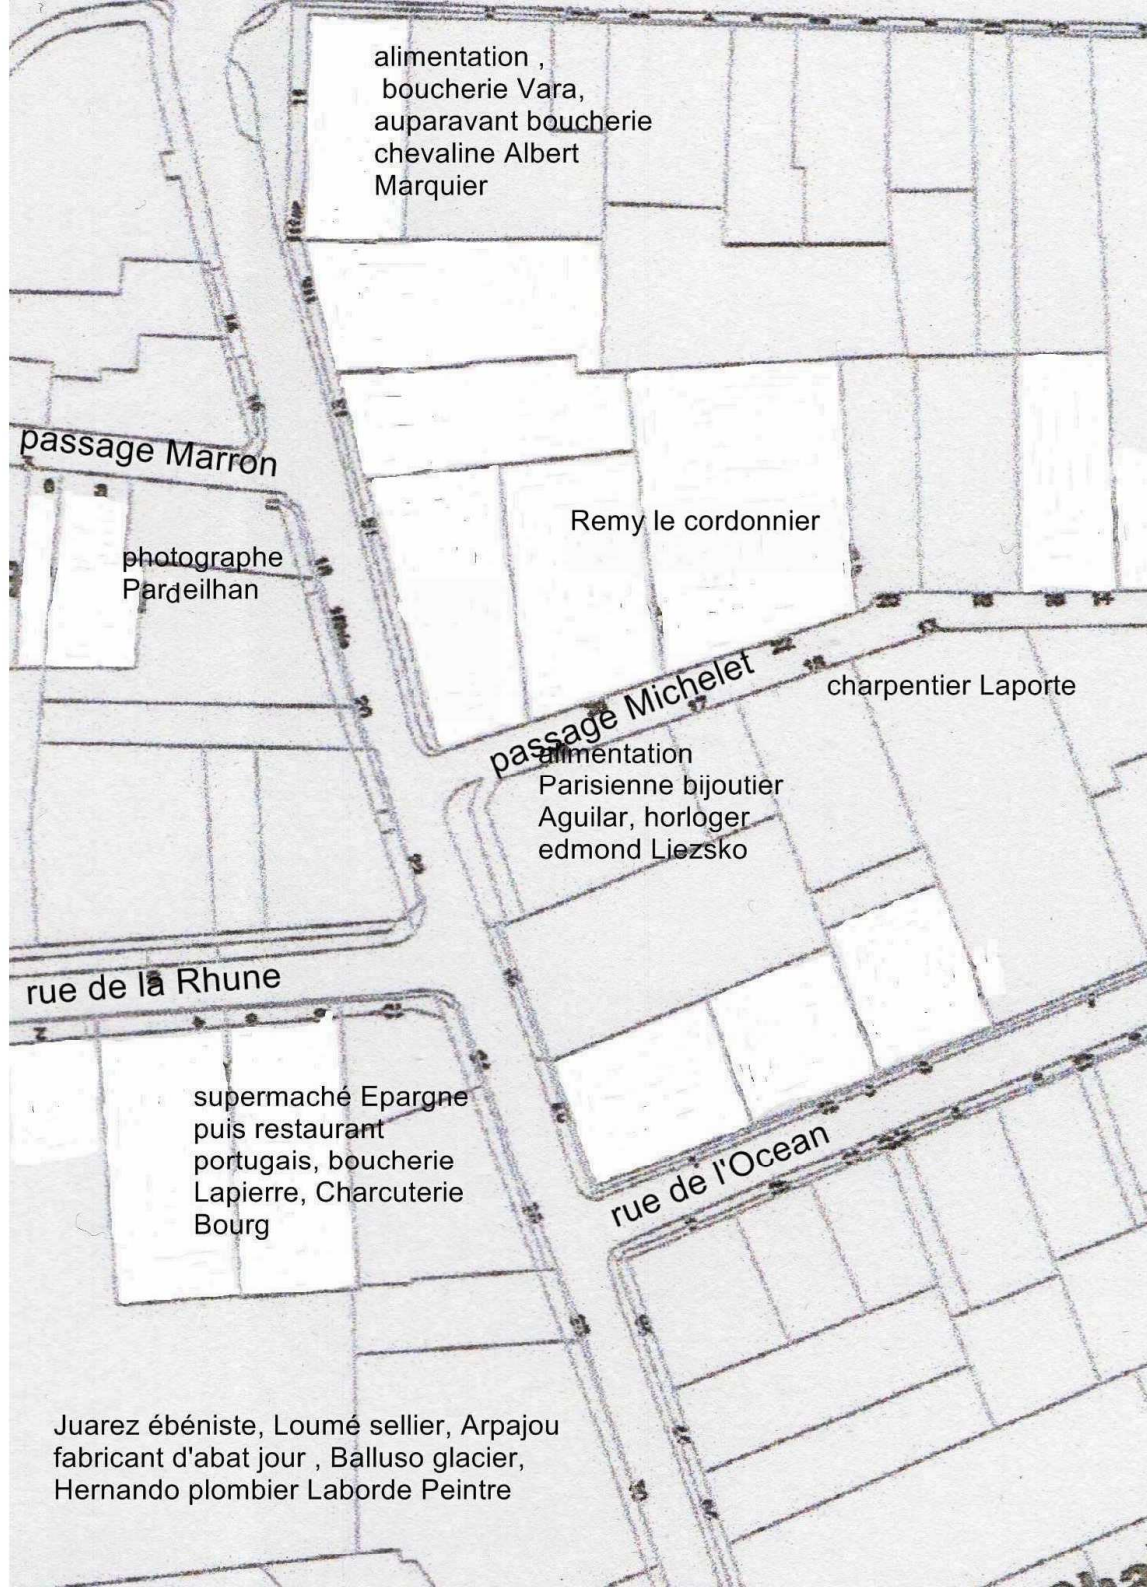 alimentation ,
boucherie Vara,
auparavant boucherie
chevaline Albert
Marquier
passage Marron
photographe
Pardeilhan
Remy le cordonnier
passage Michelet
charpentier Laporte
alimentation
Parisienne bijoutier
Aguilar, horloger
edmond Liezsko
rue de la Rhune
supermaché Epargne
puis restaurant
portugais, boucherie
Lapierre, Charcuterie
Bourg
rue de l'Ocean
Juarez ébéniste, Loumé sellier, Arpajou
fabricant d'abat jour , Balluso glacier,
Hernando plombier Laborde Peintre